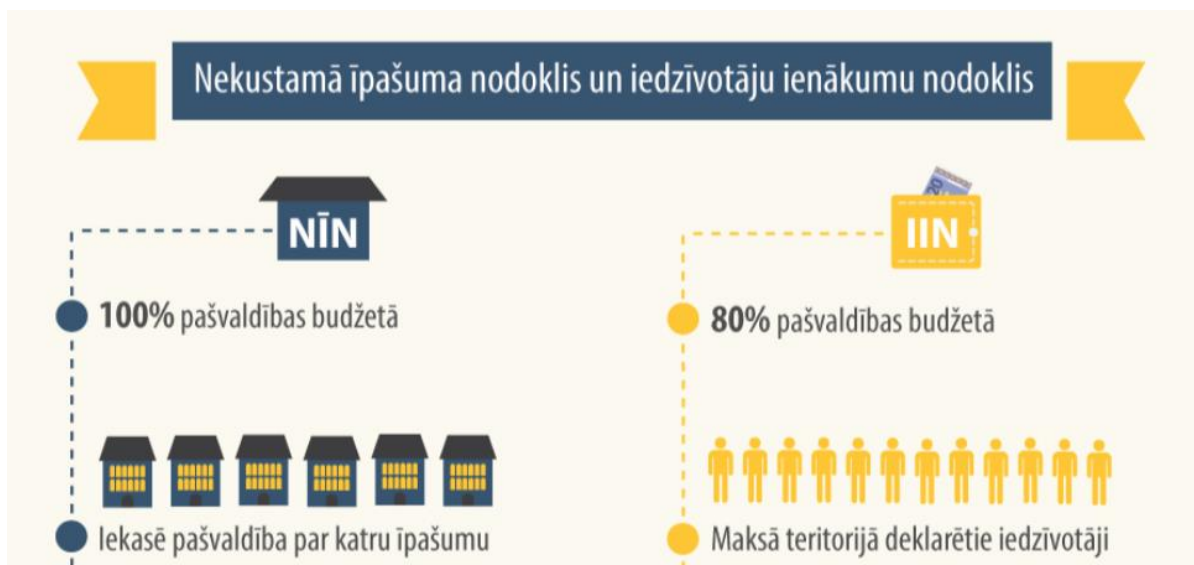 Nekustamā īpašuma nodoklis un iedzīvotāju ienākumu nodoklis
NĪN
100% pašvaldības budžetā
Iekasē pašvaldība par katru īpašumu
20
IIN
80% pašvaldības budžetā
Maksā teritorijā deklarētie iedzīvotāji